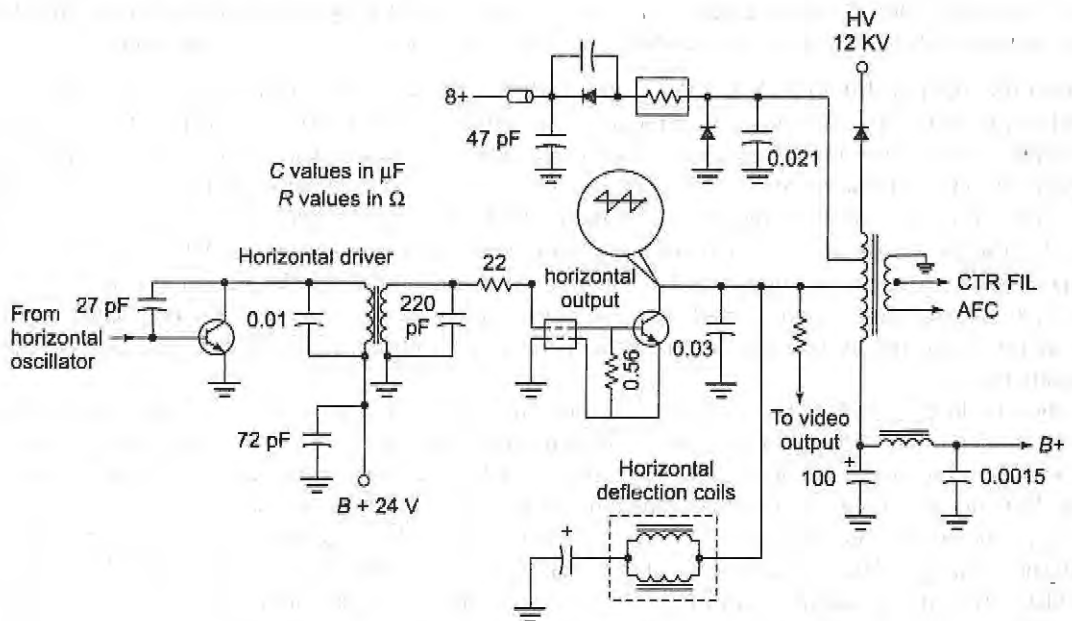 HV
12 KV
8+
47 pF
0.021
C values in μF
R values in Ω
Horizontal driver
22
horizontal
output
27 pF
0.01
220
pF
CTR FIL
AFC
From
horizontal
oscillator
0.03
0.56
72 pF
To video
output
B+
100
+
0.0015
B + 24 V
Horizontal
deflection coils
+